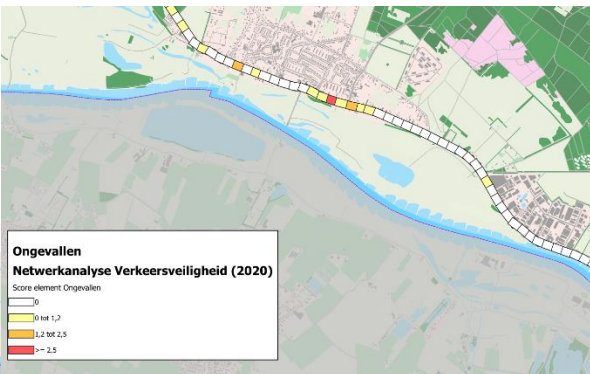 Ongevallen
Netwerkanalyse Verkeersveiligheid (2020)
Score element Ongevallen
0
0 tot 1,2
1,2 tot 2,5
>= 2,5